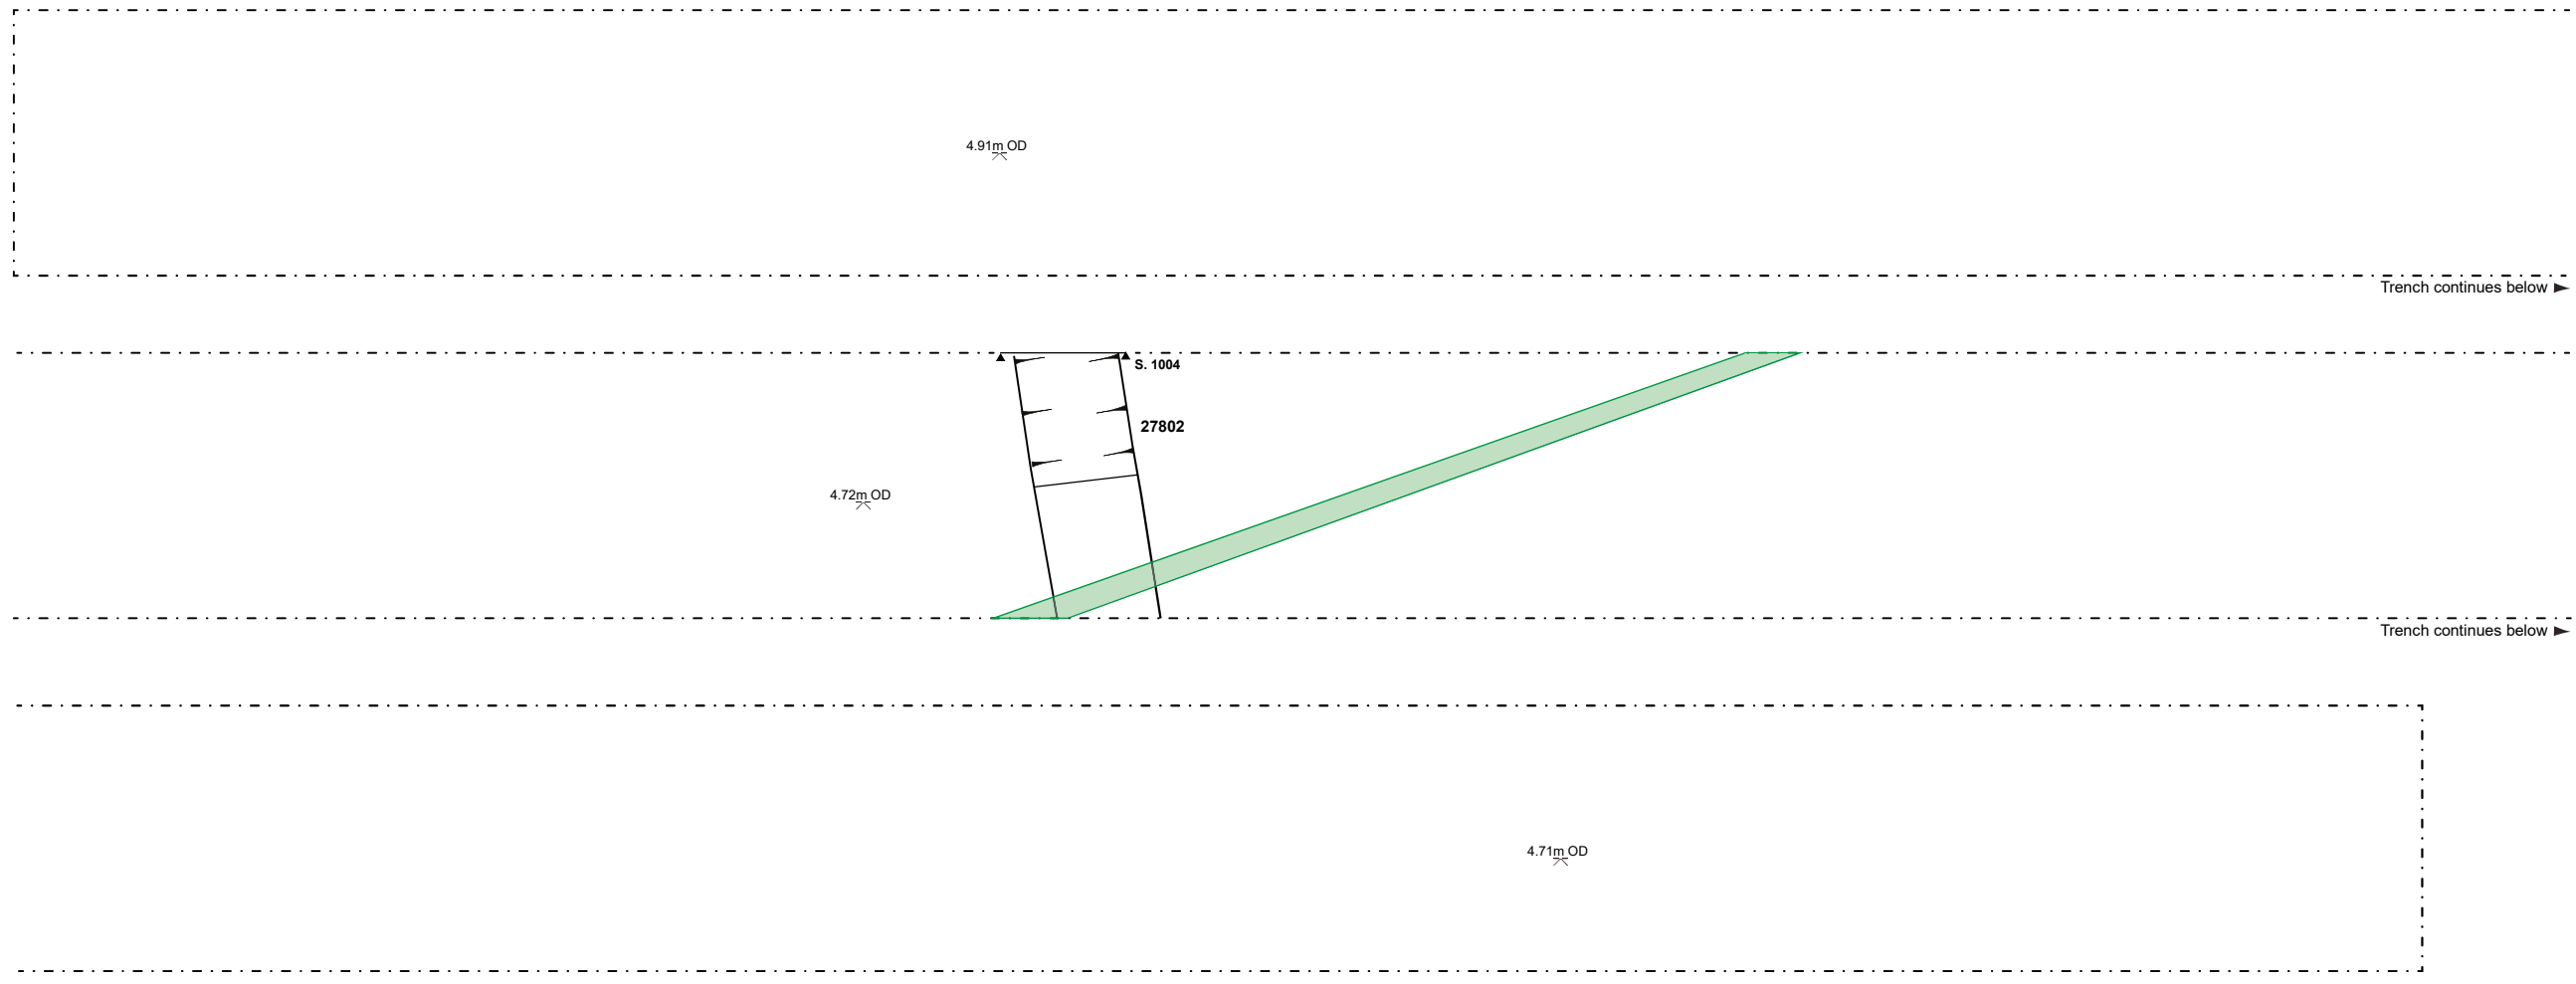 4.91m OD
Trench continues below
S. 1004
27802
4.72m OD
Trench continues below
4.71m OD